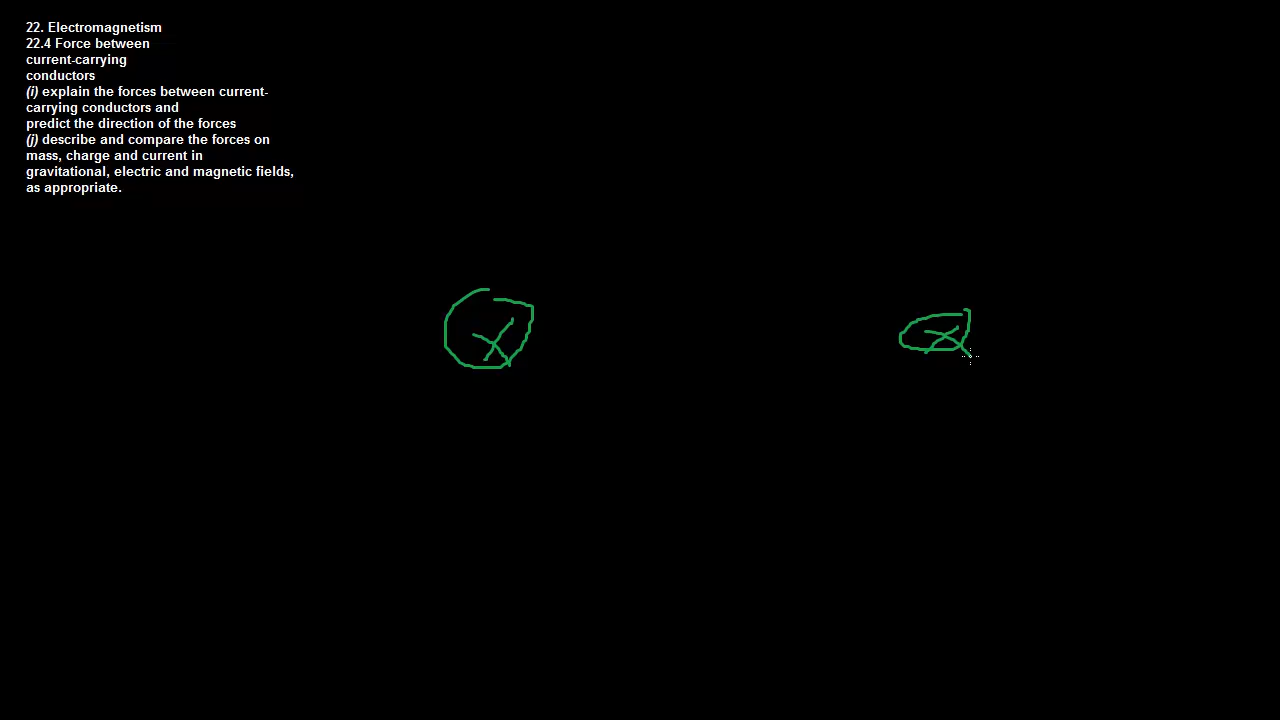 22. Electromagnetism
22.4 Force between
current-carrying
conductors
(i) explain the forces between current-
carrying conductors and
predict the direction of the forces
(j) describe and compare the forces on
mass, charge and current in
gravitational, electric and magnetic fields,
as appropriate.